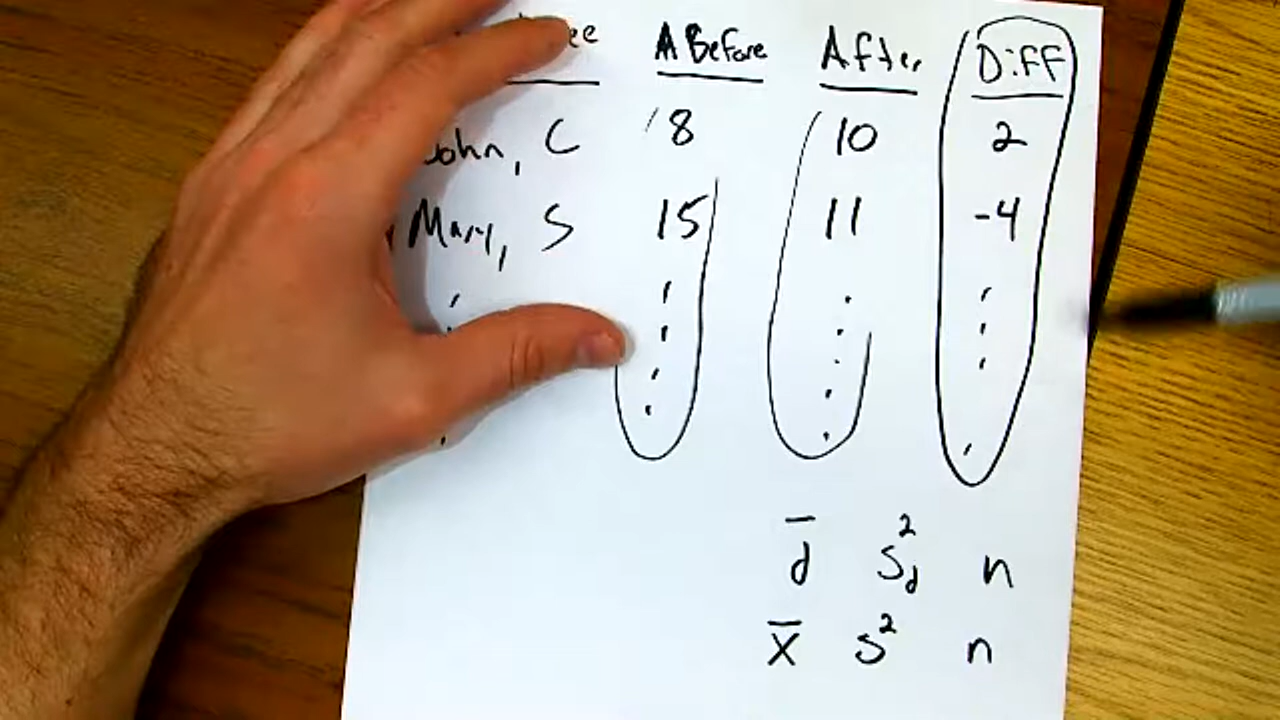 Before After Diff
John, C 8 10 2
Mary, S 15 11 -4
d̄ s²d n
x̄ s² n